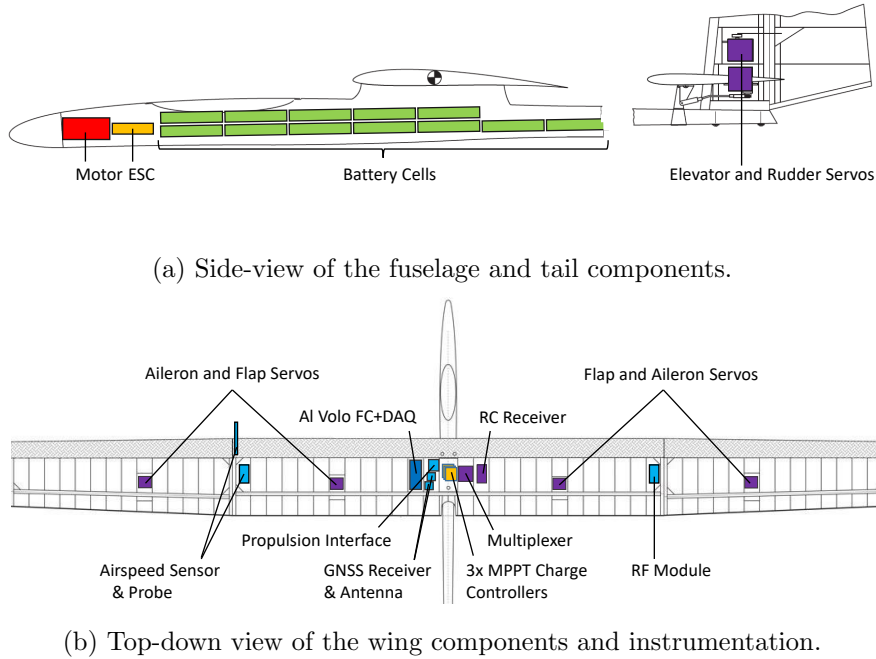 Motor ESC
Battery Cells
Elevator and Rudder Servos
(a) Side-view of the fuselage and tail components.
Aileron and Flap Servos
Flap and Aileron Servos
Al Volo FC+DAQ
RC Receiver
Propulsion Interface
Multiplexer
Airspeed Sensor
& Probe
GNSS Receiver
& Antenna
3x MPPT Charge
Controllers
RF Module
(b) Top-down view of the wing components and instrumentation.